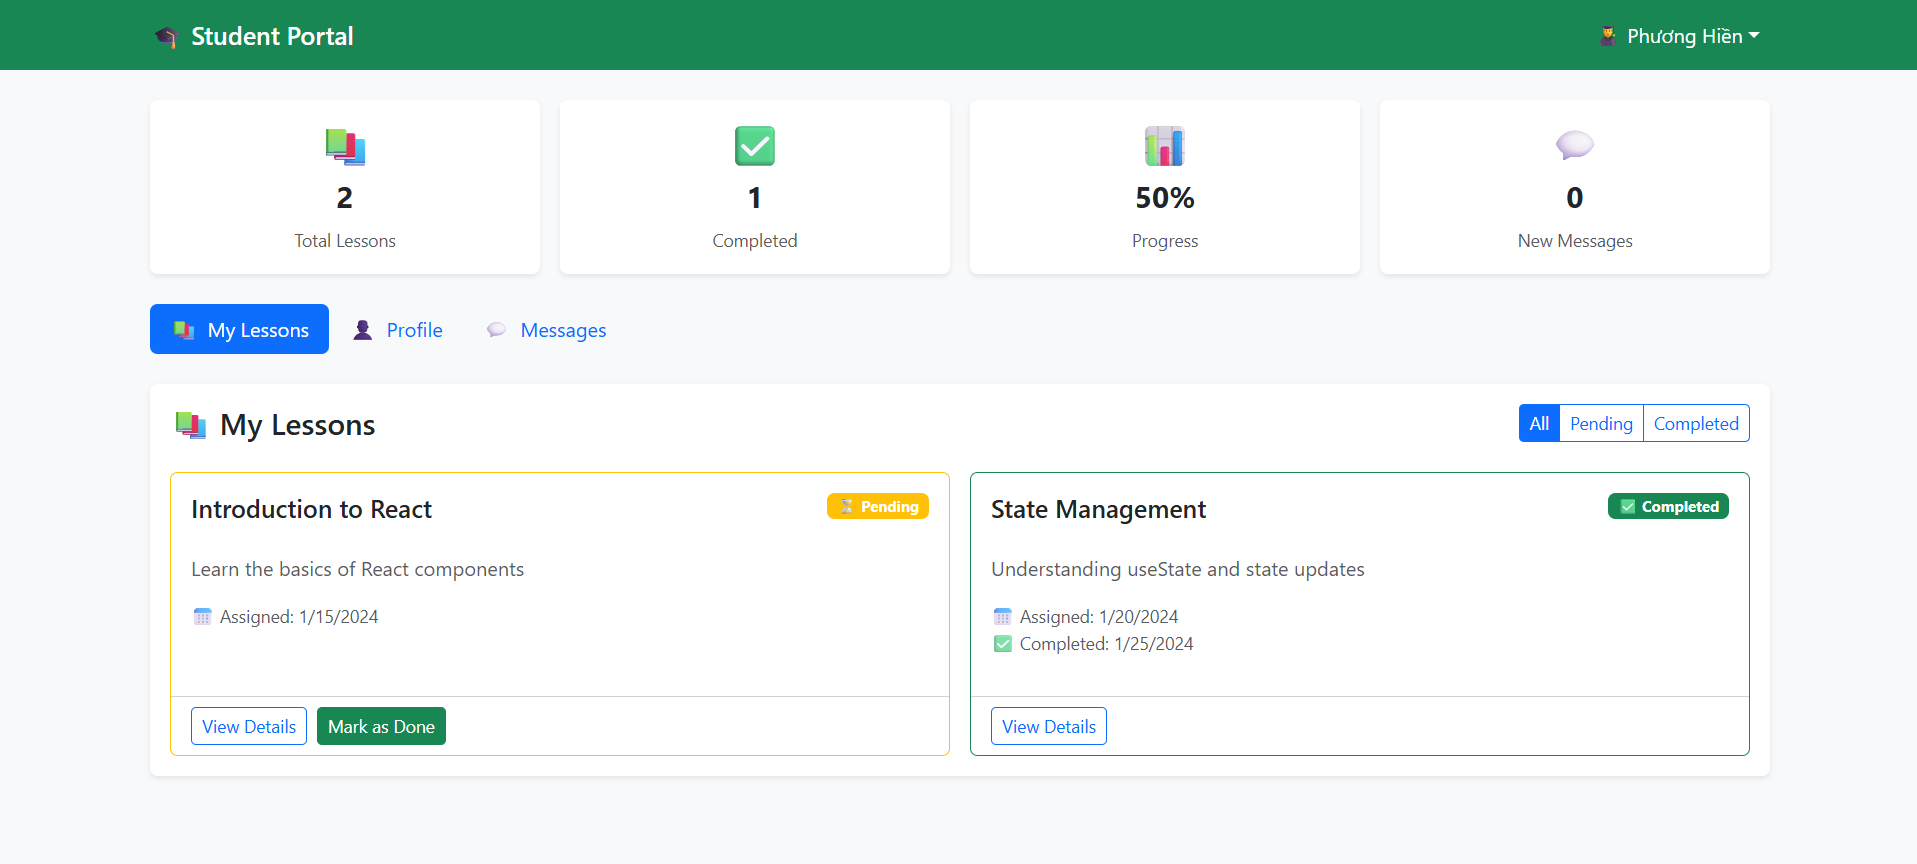 Student Portal
Phương Hiền
2
Total Lessons
1
Completed
50%
Progress
0
New Messages
My Lessons
Profile
Messages
My Lessons
All
Pending
Completed
Introduction to React
Pending
Learn the basics of React components
Assigned: 1/15/2024
View Details
Mark as Done
State Management
Completed
Understanding useState and state updates
Assigned: 1/20/2024
Completed: 1/25/2024
View Details